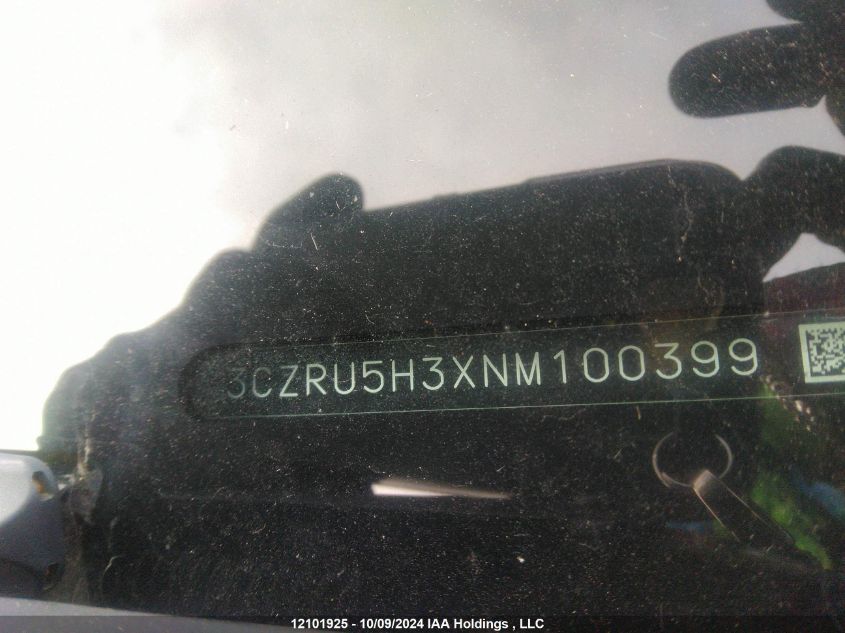 3CZRU5H3XNM100399
12101925 - 10/09/2024 IAA Holdings , LLC